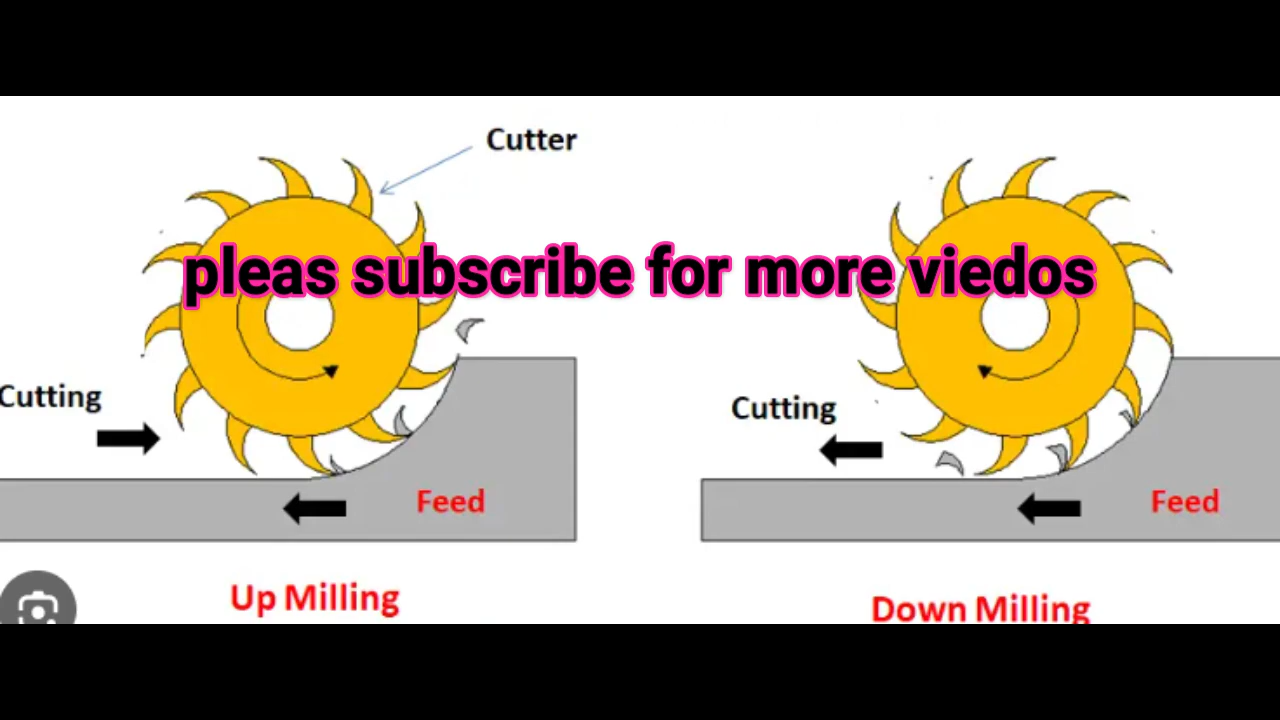 Cutter
pleas subscribe for more viedos
Cutting
Cutting
Feed
Feed
Up Milling
Down Milling